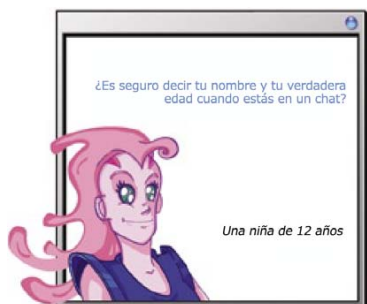 ¿Es seguro decir tu nombre y tu verdadera
edad cuando estás en un chat?
Una niña de 12 años